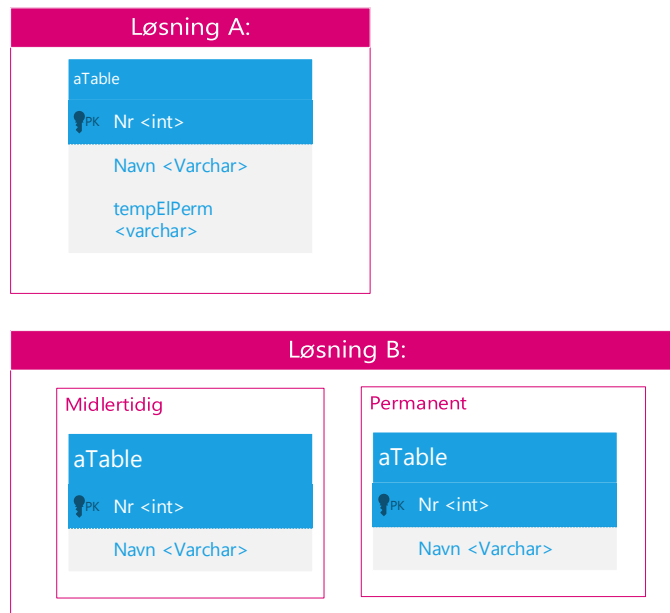 Løsning A:
aTable
PK Nr <int>
Navn <Varchar>
tempElPerm
<varchar>
Løsning B:
Midlertidig
aTable
PK Nr <int>
Navn <Varchar>
Permanent
aTable
PK Nr <int>
Navn <Varchar>